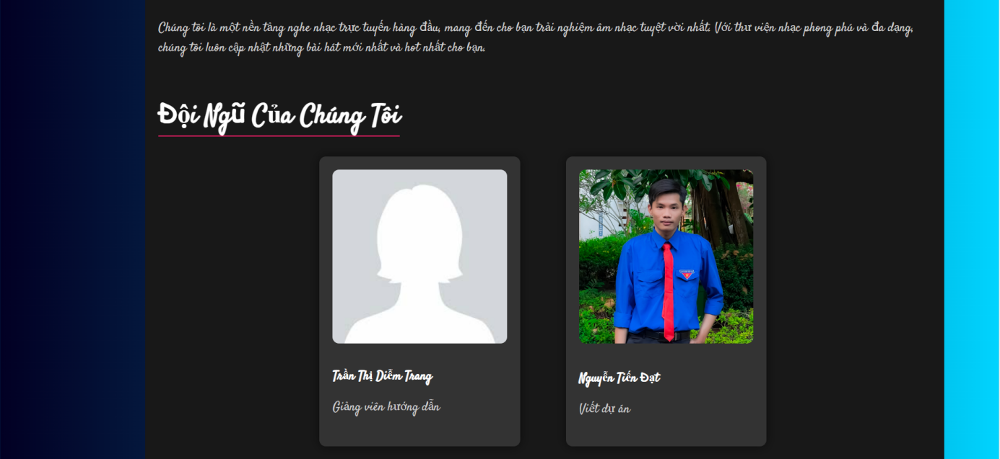 Chúng tôi là một nền tảng nghe nhạc trực tuyến hàng đầu, mang đến cho bạn trải nghiệm âm nhạc tuyệt vời nhất. Với thư viện nhạc phong phú và đa dạng,
chúng tôi luôn cập nhật những bài hát mới nhất và hot nhất cho bạn.
Đội Ngũ Của Chúng Tôi
Trần Thị Diễm Trang
Giảng viên hướng dẫn
Nguyễn Tiến Đạt
Viết dự án